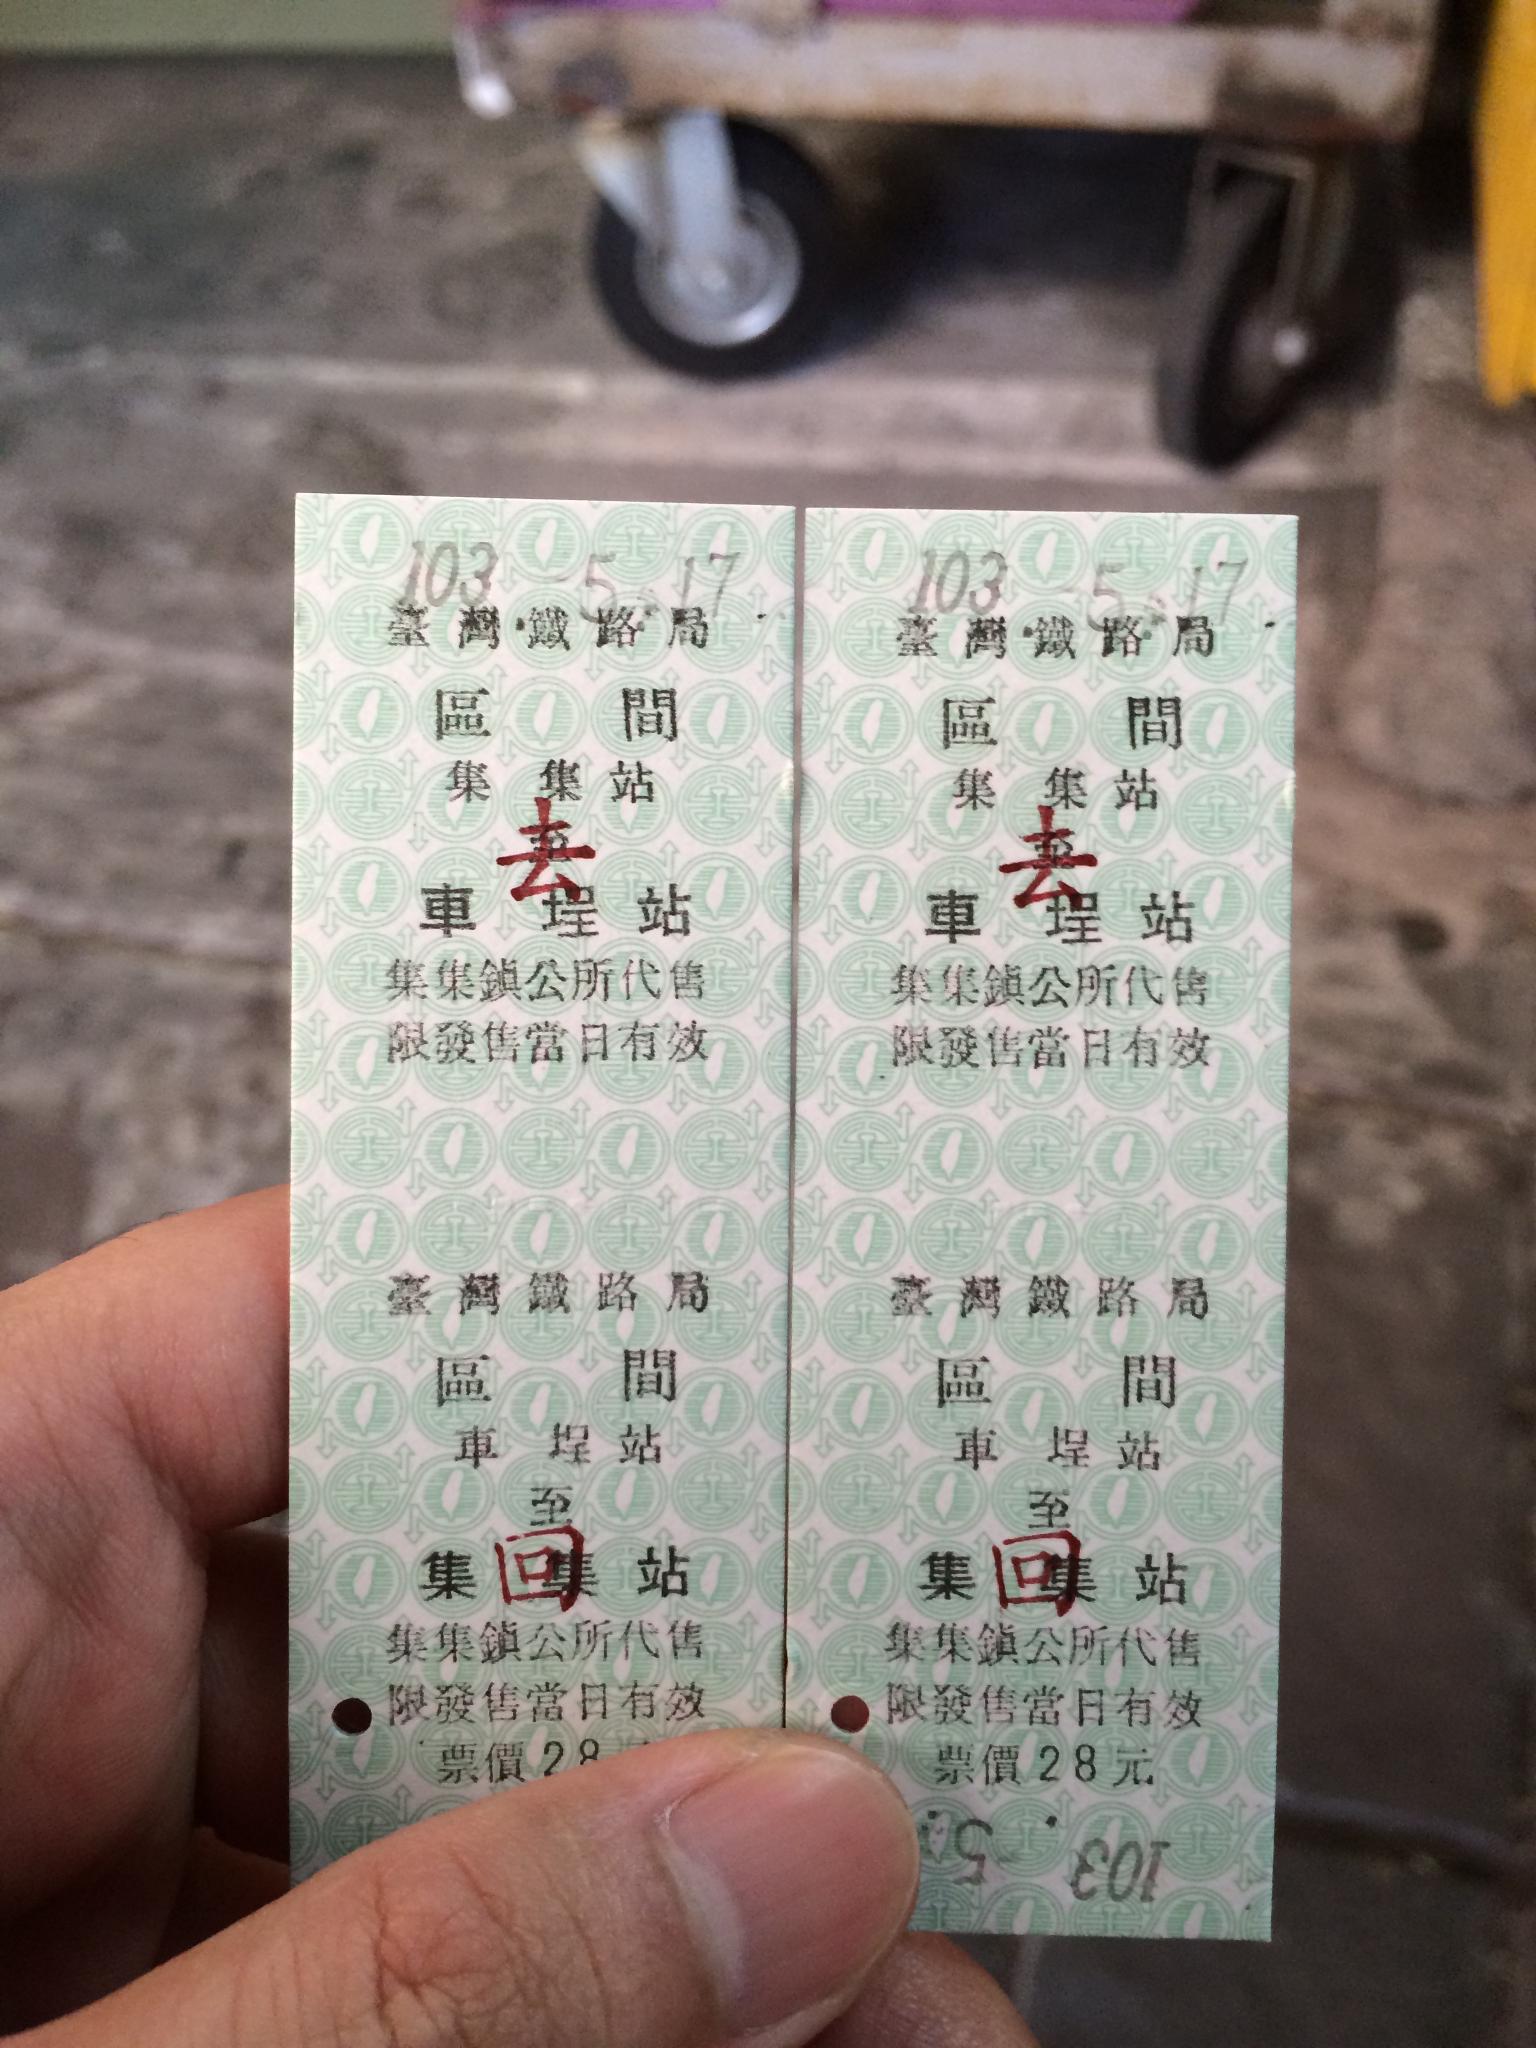 103 5.17
臺灣鐵路局
區間
集集站
至
去
車埕站
集集鎮公所代售
限發售當日有效
臺灣鐵路局
區間
車埕站
至
集集站
回
集集鎮公所代售
限發售當日有效
票價28
103 5.17
臺灣鐵路局
區間
集集站
至
去
車埕站
集集鎮公所代售
限發售當日有效
臺灣鐵路局
區間
車埕站
至
集集站
回
集集鎮公所代售
限發售當日有效
票價28元
103 . 5.